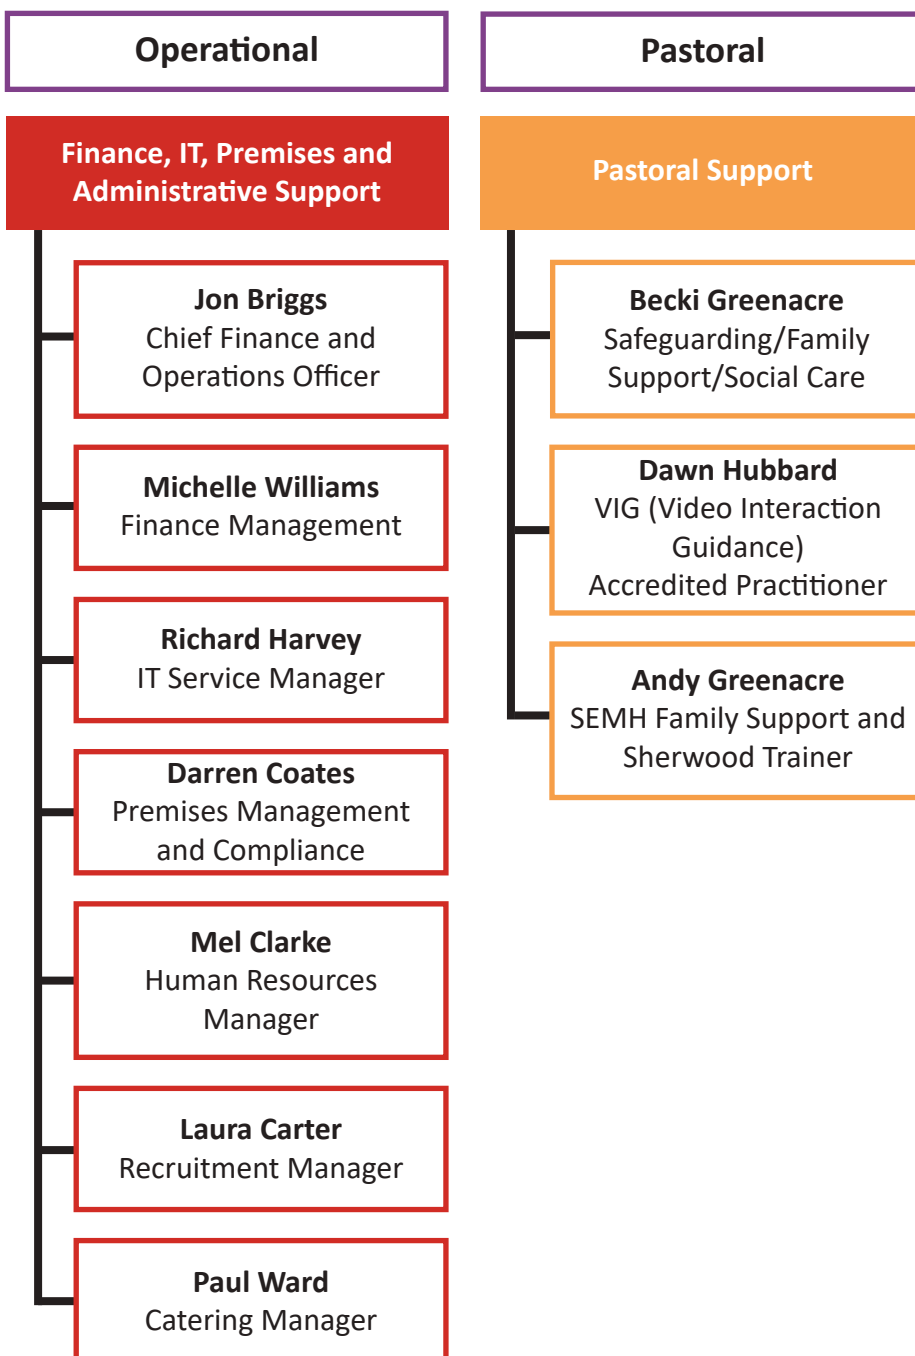 Operational
Finance, IT, Premises and
Administrative Support
Jon Briggs
Chief Finance and
Operations Officer
Michelle Williams
Finance Management
Richard Harvey
IT Service Manager
Darren Coates
Premises Management
and Compliance
Mel Clarke
Human Resources
Manager
Laura Carter
Recruitment Manager
Paul Ward
Catering Manager
Pastoral
Pastoral Support
Becki Greenacre
Safeguarding/Family
Support/Social Care
Dawn Hubbard
VIG (Video Interaction
Guidance)
Accredited Practitioner
Andy Greenacre
SEMH Family Support and
Sherwood Trainer